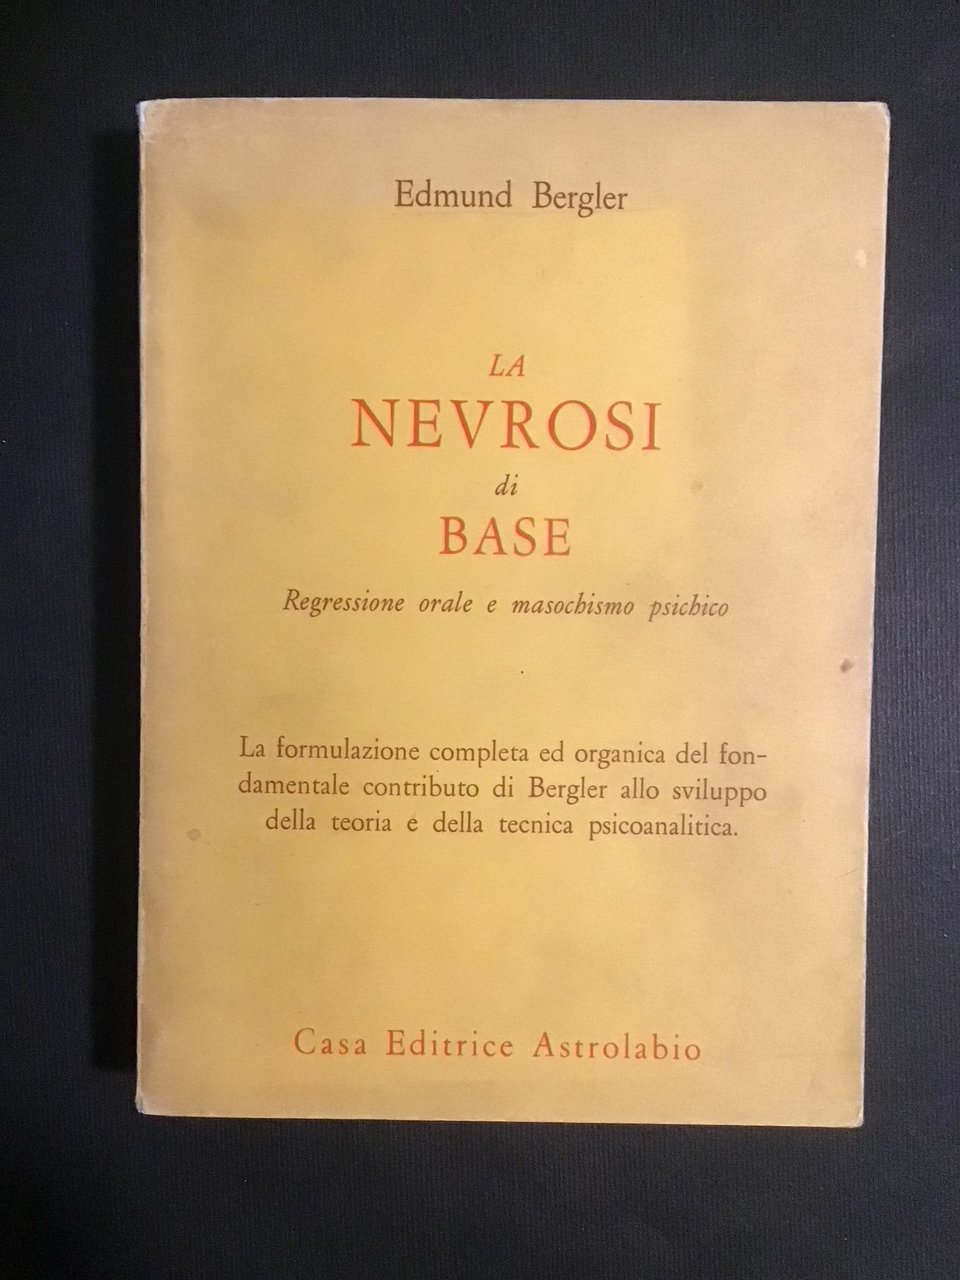 Edmund Bergler
LA
NEVROSI
di
BASE
Regressione orale e masochismo psichico
La formulazione completa ed organica del fon-
damentale contributo di Bergler allo sviluppo
della teoria e della tecnica psicoanalitica.
Casa Editrice Astrolabio